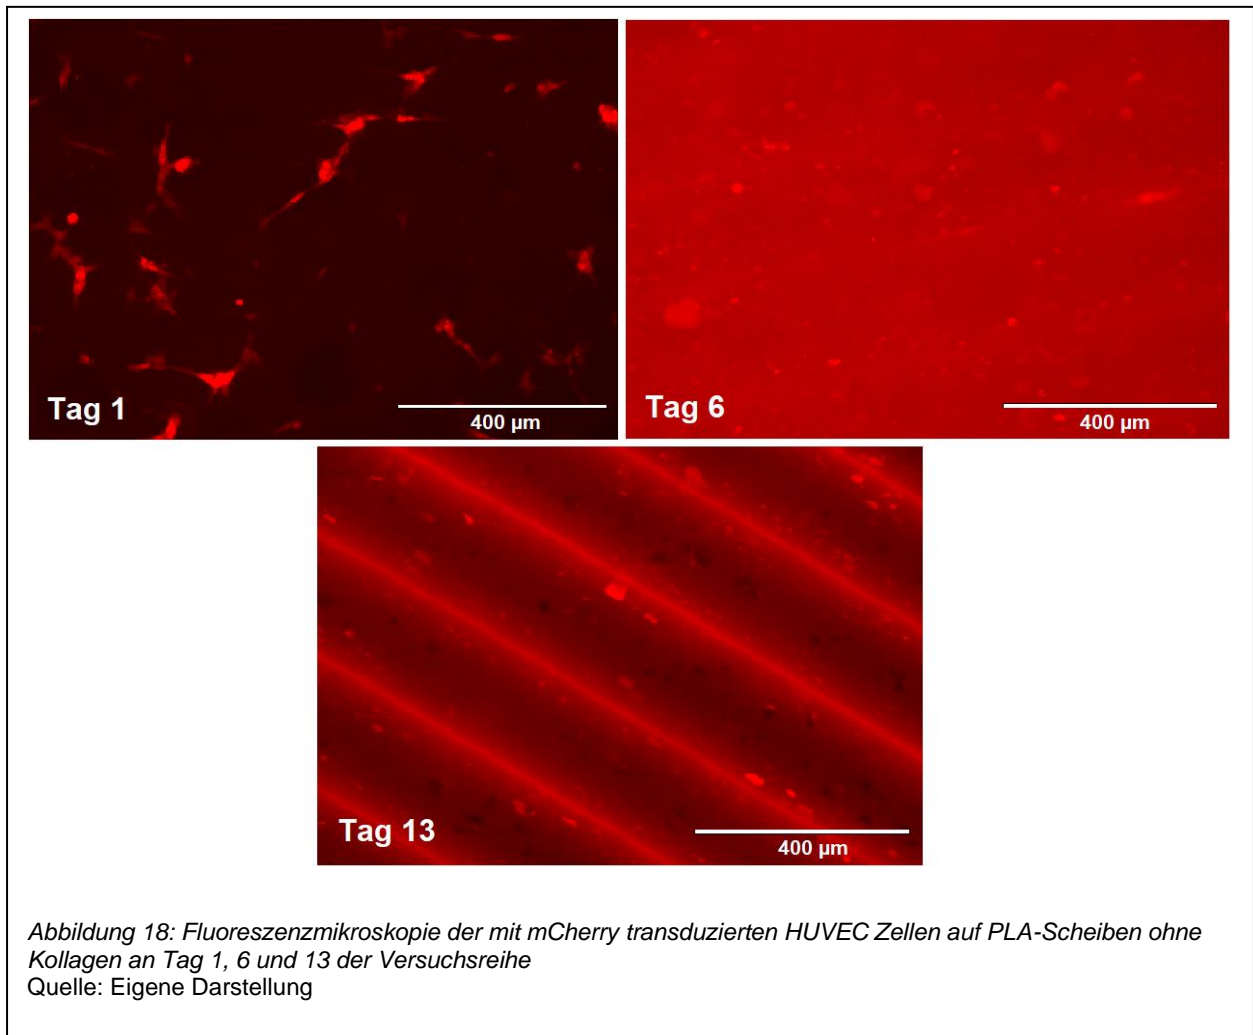 Tag 1
400 µm
Tag 6
400 µm
Tag 13
400 µm
Abbildung 18: Fluoreszenzmikroskopie der mit mCherry transduzierten HUVEC Zellen auf PLA-Scheiben ohne
Kollagen an Tag 1, 6 und 13 der Versuchsreihe
Quelle: Eigene Darstellung